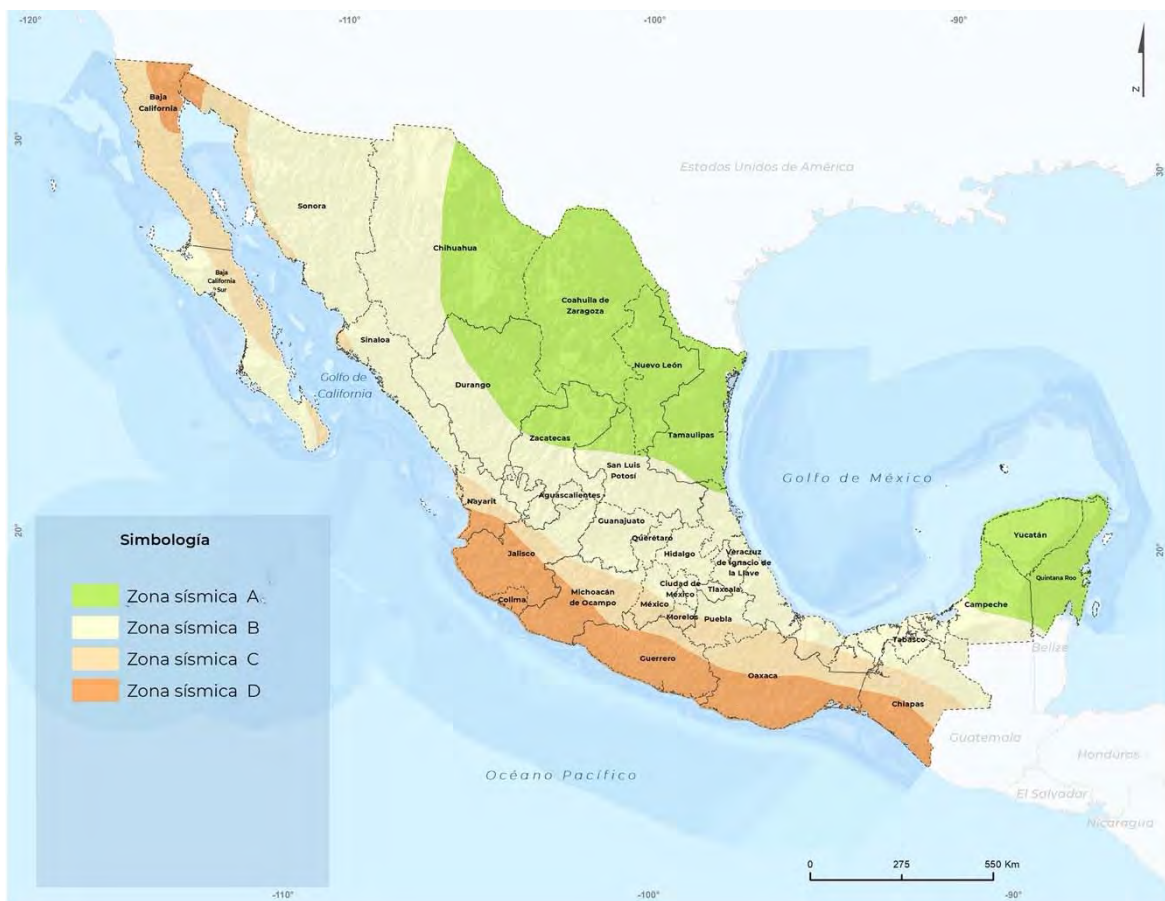 -120°
-110°
-100°
-90°
N
30°
30°
Baja
California
Estados Unidos de América
Sonora
Chihuahua
Baja
California
Sur
Coahuila de
Zaragoza
Sinaloa
Nuevo León
Golfo de
California
Durango
Zacatecas
Tamaulipas
San Luis
Potosí
Golfo de México
Nayarit
Aguascalientes
Guanajuato
Querétaro
Hidalgo
Veracruz
de Ignacio de
la Llave
Yucatán
Quintana Roo
20°
20°
Jalisco
Colima
Michoacán
de Ocampo
Ciudad de
México
Tlaxcala
México
Morelos
Puebla
Campeche
Tabasco
Belize
Guerrero
Oaxaca
Chiapas
Guatemala
Honduras
El Salvador
Nicaragua
Océano Pacífico
Simbología
Zona sísmica A
Zona sísmica B
Zona sísmica C
Zona sísmica D
0 275 550 Km
-110°
-100°
-90°